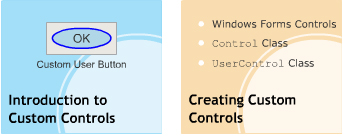 OK
Custom User Button
Introduction to
Custom Controls
Windows Forms Controls
Control Class
UserControl Class
Creating Custom
Controls